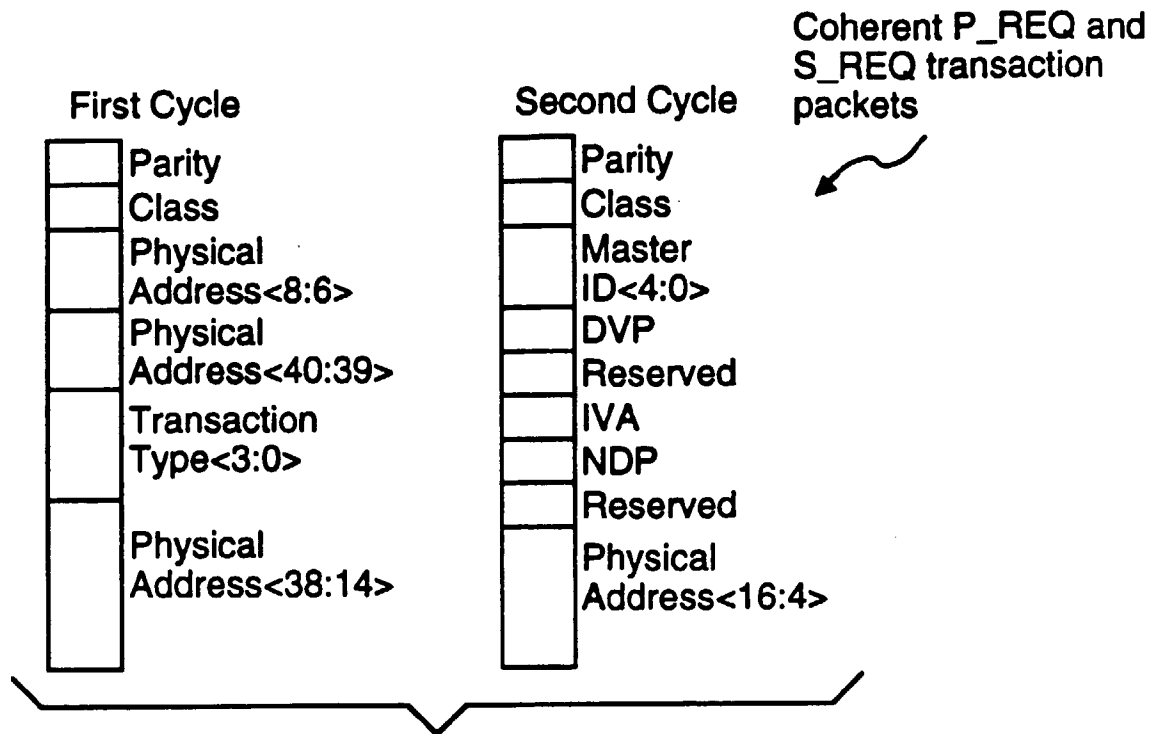 Coherent P_REQ and
S_REQ transaction
packets
First Cycle
Parity
Class
Physical
Address<8:6>
Physical
Address<40:39>
Transaction
Type<3:0>
Physical
Address<38:14>
Second Cycle
Parity
Class
Master
ID<4:0>
DVP
Reserved
IVA
NDP
Reserved
Physical
Address<16:4>